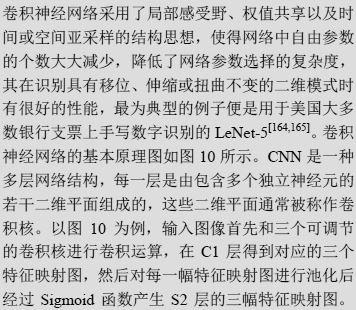 卷积神经网络采用了局部感受野、权值共享以及时
间或空间亚采样的结构思想，使得网络中自由参数
的个数大大减少，降低了网络参数选择的复杂度，
其在识别具有移位、伸缩或扭曲不变的二维模式时
有很好的性能，最为典型的例子便是用于美国大多
数银行支票上手写数字识别的 LeNet-5[164,165]。卷积
神经网络的基本原理图如图 10 所示。CNN 是一种
多层网络结构，每一层是由包含多个独立神经元的
若干二维平面组成的，这些二维平面通常被称作卷
积核。以图 10 为例，输入图像首先和三个可调节
的卷积核进行卷积运算，在 C1 层得到对应的三个
特征映射图，然后对每一幅特征映射图进行池化后
经过 Sigmoid 函数产生 S2 层的三幅特征映射图。